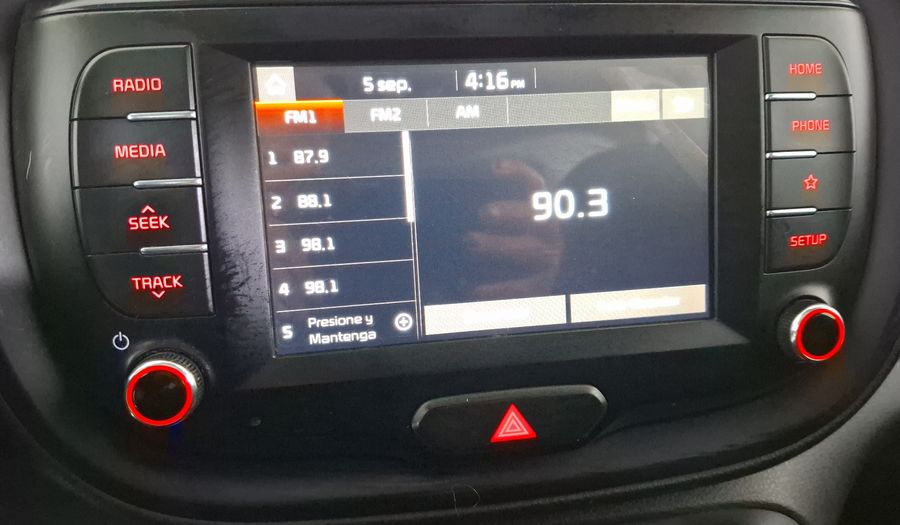 RADIO
MEDIA
SEEK
TRACK
5 sep. 4:16 PM
FM1 FM2 AM
1 87.9
2 88.1
3 98.1
4 98.1
5 Presione y
Mantenga
90.3
HOME
PHONE
SETUP